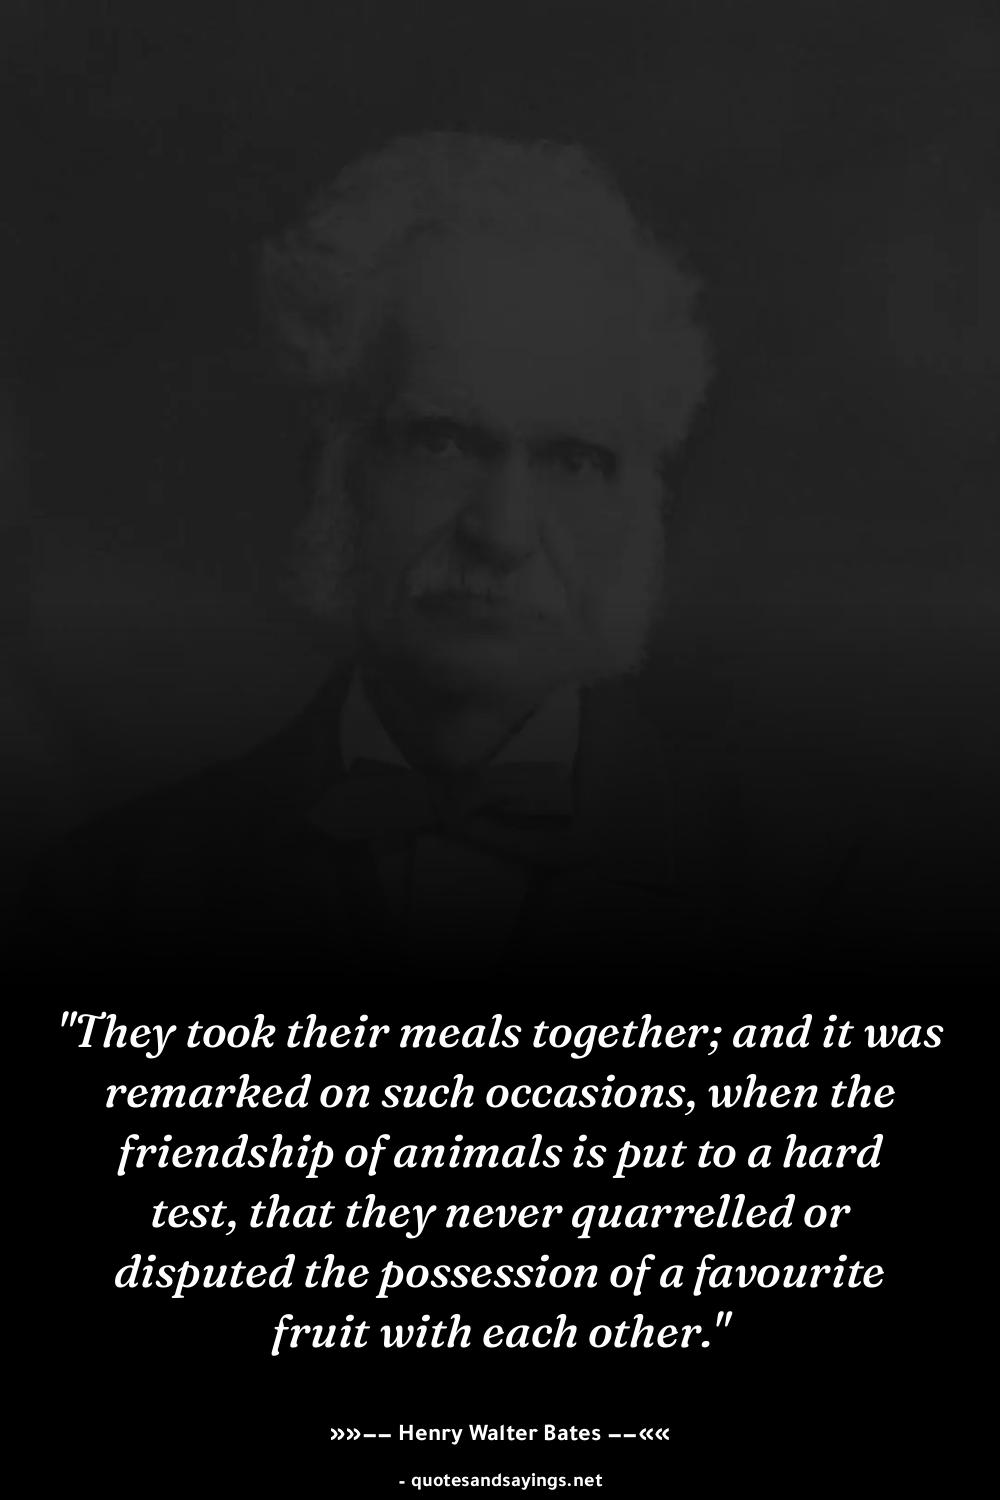 "They took their meals together; and it was
remarked on such occasions, when the
friendship of animals is put to a hard
test, that they never quarrelled or
disputed the possession of a favourite
fruit with each other."
»»−− Henry Walter Bates −−««
- quotesandsayings.net